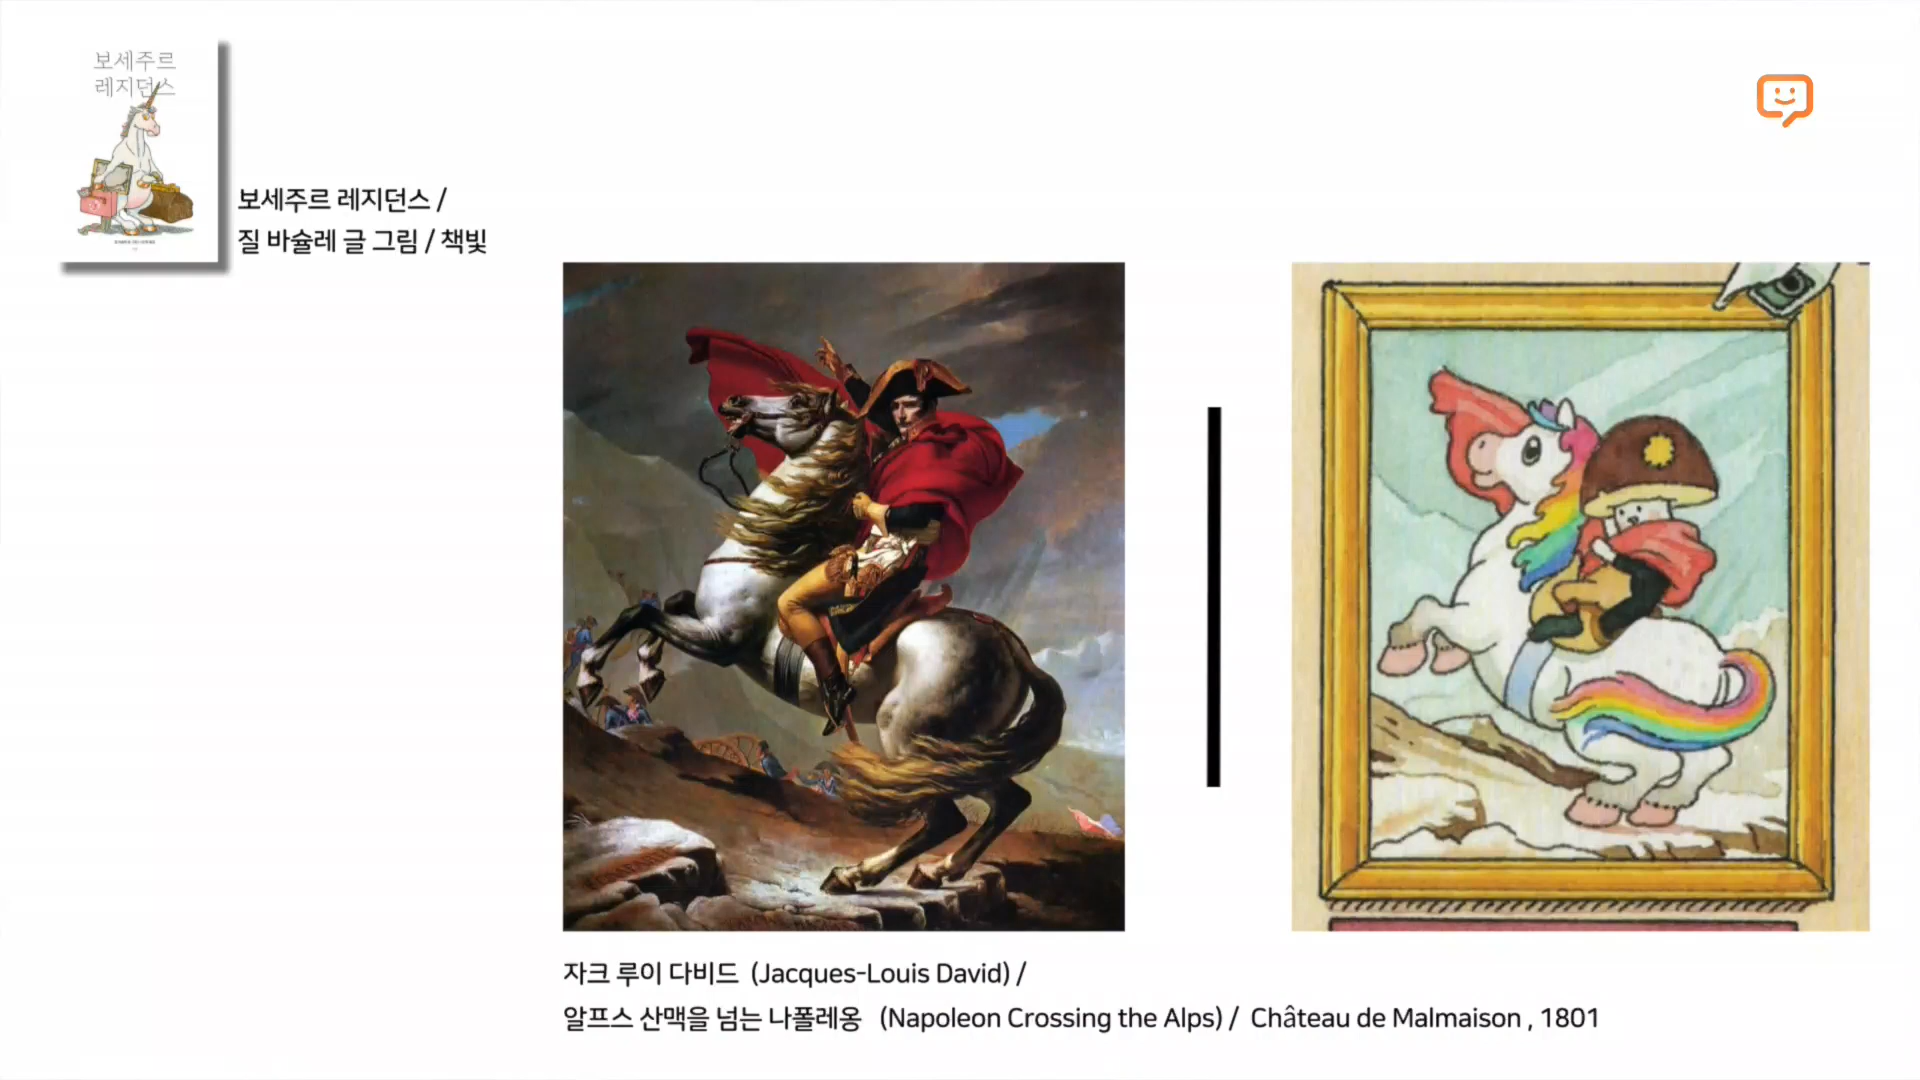 보세주르
레지던스
보세주르 레지던스 /
질 바슐레 글 그림 / 책빛
자크 루이 다비드 (Jacques-Louis David) /
알프스 산맥을 넘는 나폴레옹 (Napoleon Crossing the Alps) / Château de Malmaison , 1801